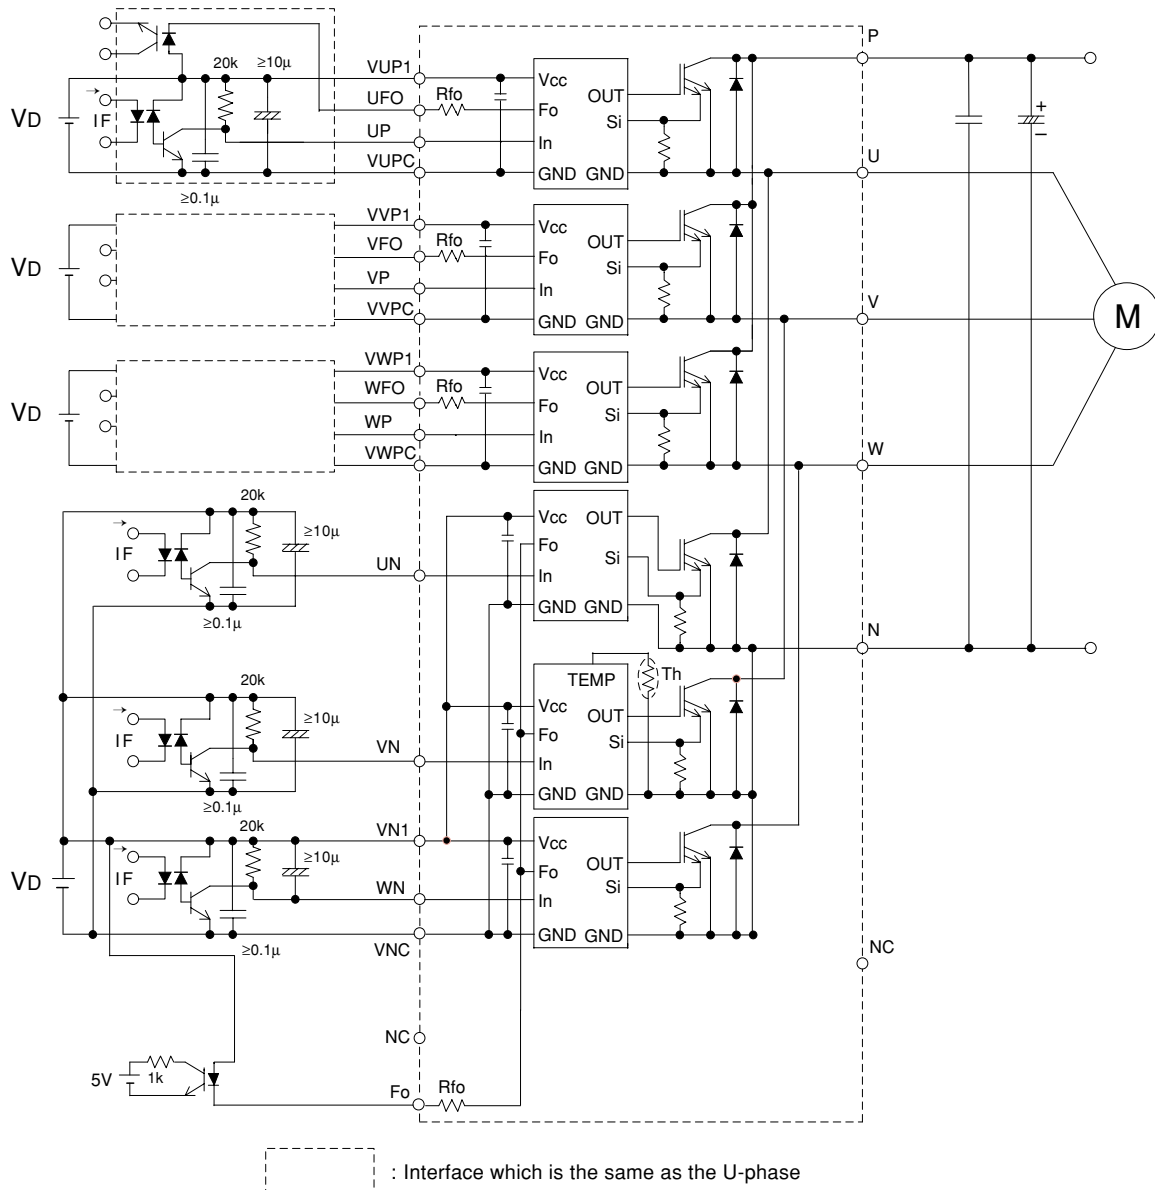 P
20k
≥10μ
VUP1
Vcc
UFO
Rfo
Fo
OUT
Si
VD
IF
UP
In
U
VUPC
GND GND
≥0.1μ
+
–
VVP1
Vcc
VFO
Rfo
Fo
OUT
Si
VD
VP
In
V
VVPC
GND GND
M
VWP1
Vcc
WFO
Rfo
Fo
OUT
Si
VD
WP
In
W
VWPC
GND GND
20k
≥10μ
IF
Vcc
OUT
Fo
Si
UN
In
GND GND
≥0.1μ
N
20k
≥10μ
IF
TEMP
Th
Vcc
OUT
Fo
Si
VN
In
GND GND
≥0.1μ
20k
≥10μ
VN1
Vcc
OUT
VD
IF
Fo
Si
WN
In
GND GND
≥0.1μ
VNC
NC
NC
5V
1k
Fo
Rfo
: Interface which is the same as the U-phase